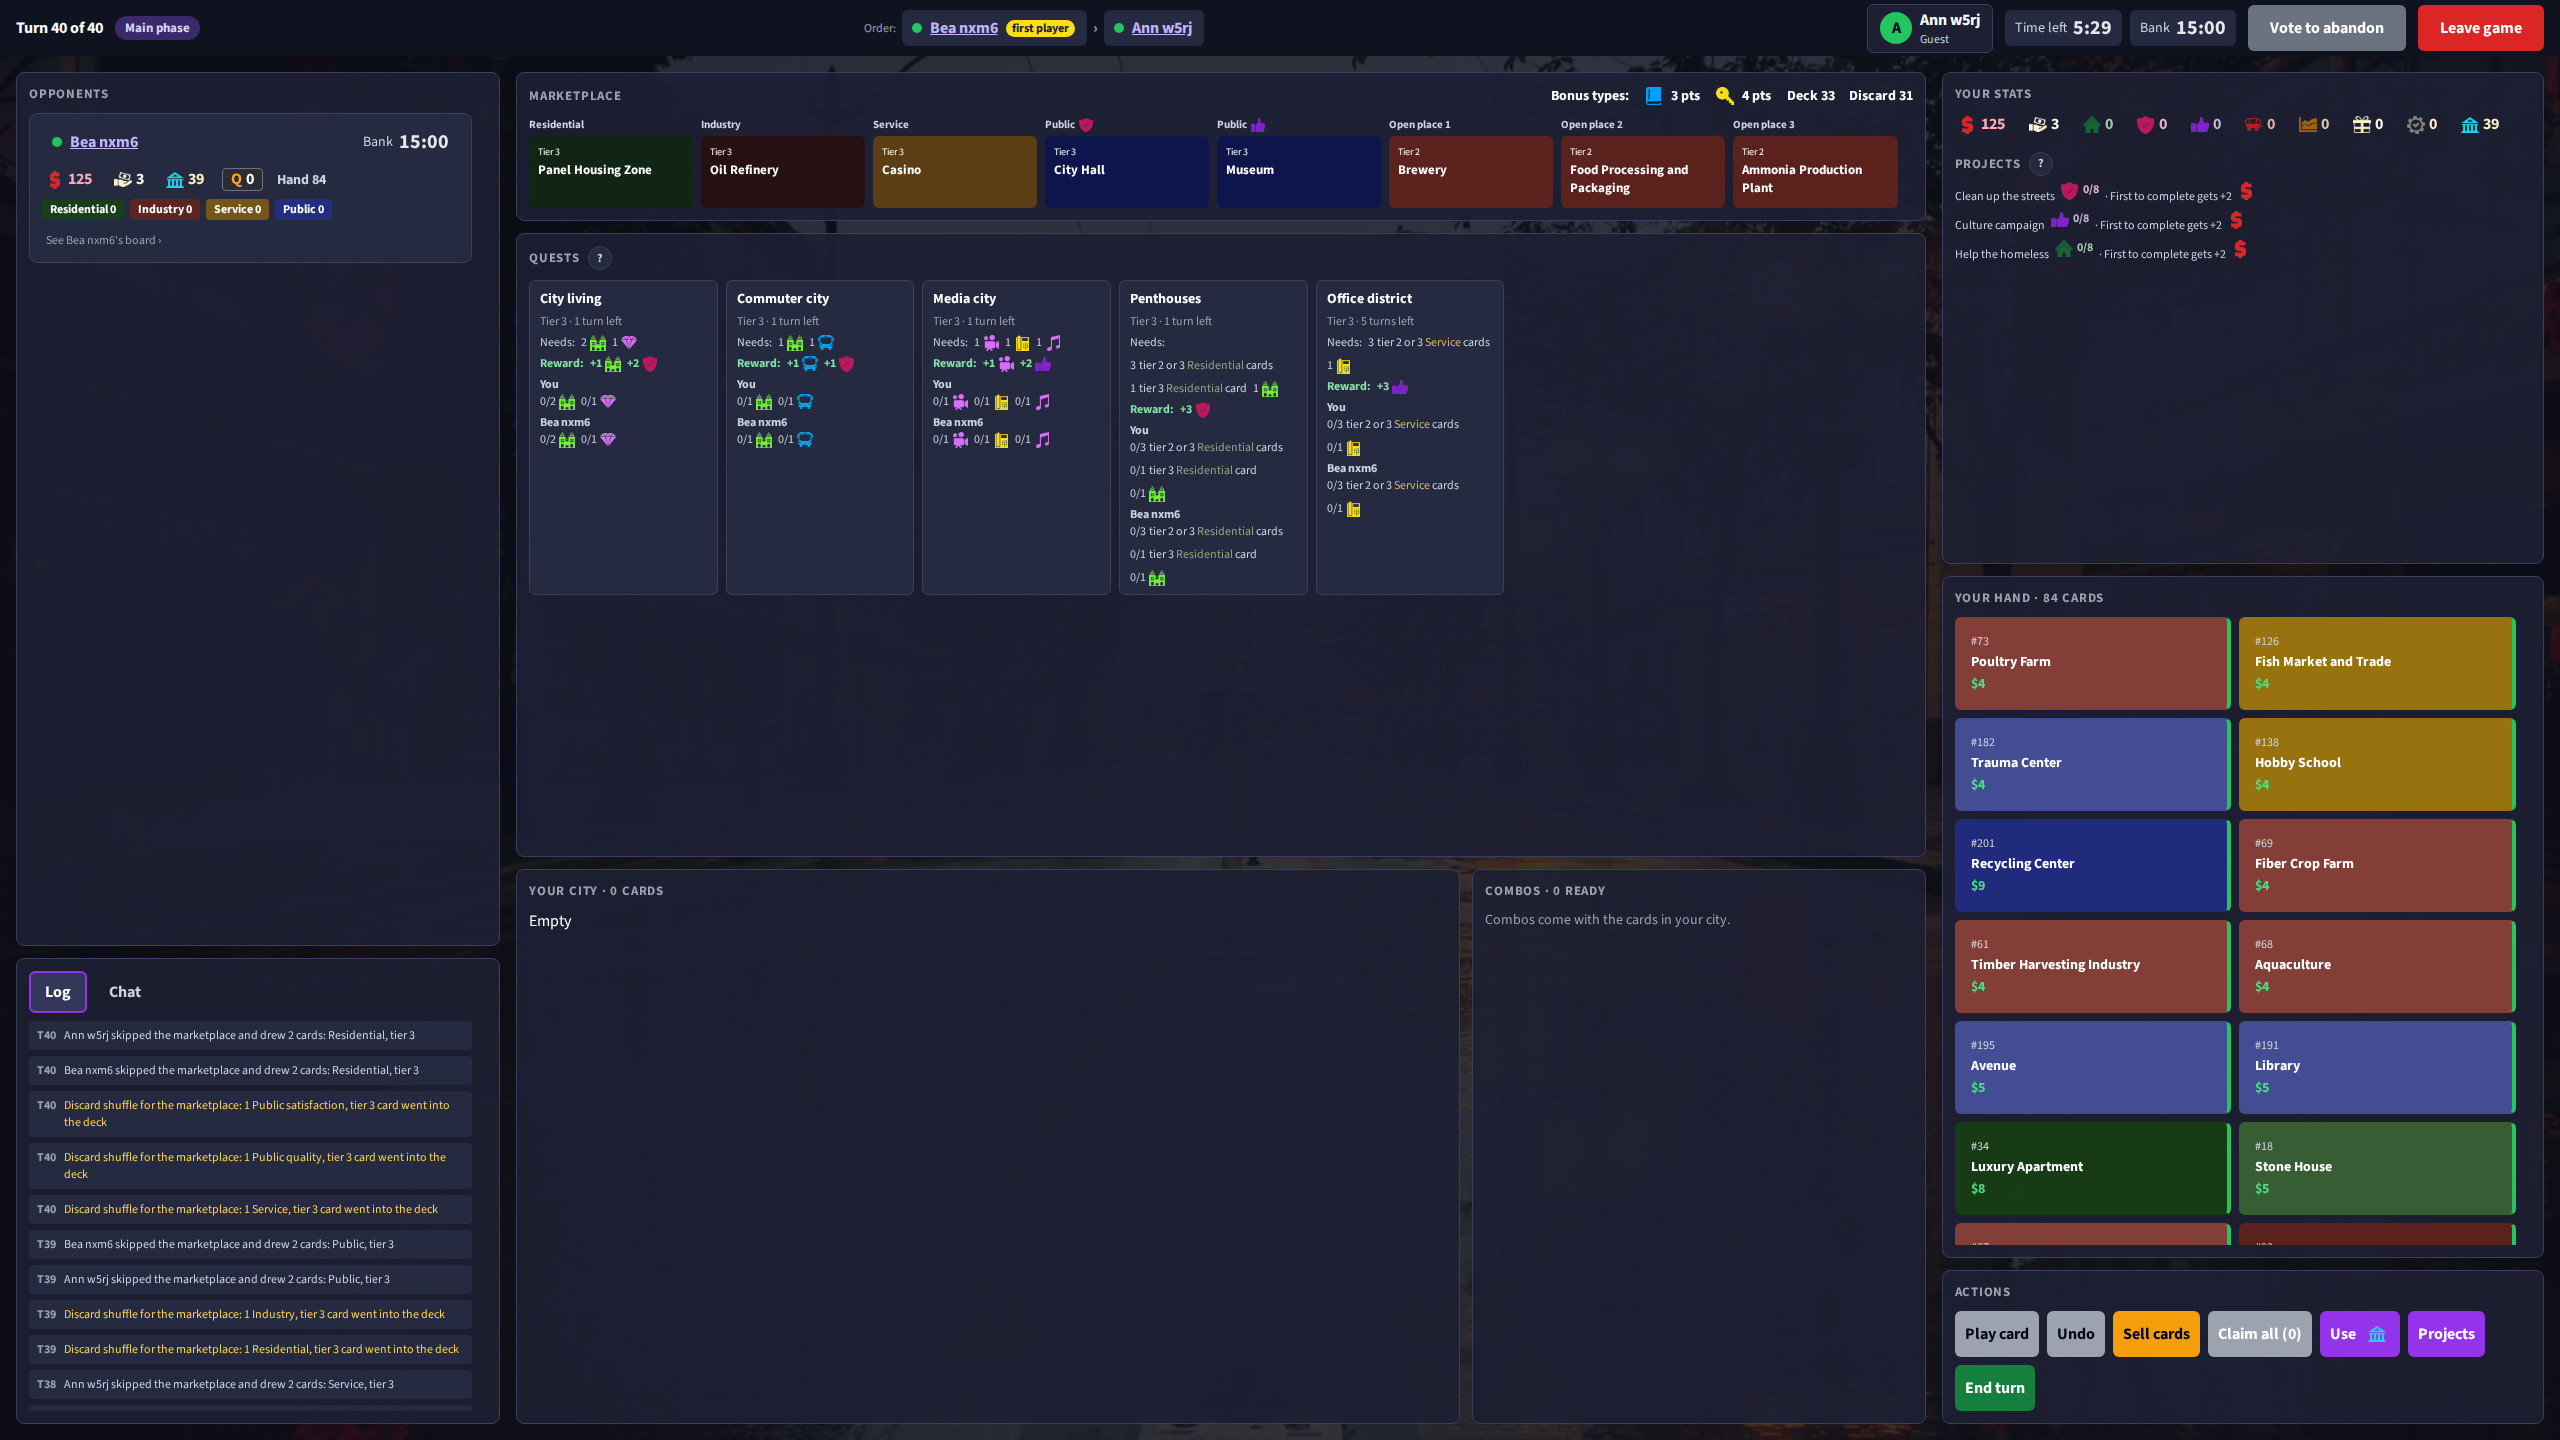 Turn 40 of 40 Main phase
Order: Bea nxm6 first player › Ann w5rj
A Ann w5rj
Guest
Time left 5:29 Bank 15:00 Vote to abandon Leave game
OPPONENTS
Bea nxm6 Bank 15:00
125 3 39 Q 0 Hand 84
Residential 0 Industry 0 Service 0 Public 0
See Bea nxm6's board ›
Log Chat
T40 Ann w5rj skipped the marketplace and drew 2 cards: Residential, tier 3
T40 Bea nxm6 skipped the marketplace and drew 2 cards: Residential, tier 3
T40 Discard shuffle for the marketplace: 1 Public satisfaction, tier 3 card went into
the deck
T40 Discard shuffle for the marketplace: 1 Public quality, tier 3 card went into the
deck
T40 Discard shuffle for the marketplace: 1 Service, tier 3 card went into the deck
T39 Bea nxm6 skipped the marketplace and drew 2 cards: Public, tier 3
T39 Ann w5rj skipped the marketplace and drew 2 cards: Public, tier 3
T39 Discard shuffle for the marketplace: 1 Industry, tier 3 card went into the deck
T39 Discard shuffle for the marketplace: 1 Residential, tier 3 card went into the deck
T38 Ann w5rj skipped the marketplace and drew 2 cards: Service, tier 3
MARKETPLACE
Bonus types: 3 pts 4 pts Deck 33 Discard 31
Residential Industry Service Public Public Open place 1 Open place 2 Open place 3
Tier 3 Tier 3 Tier 3 Tier 3 Tier 3 Tier 2 Tier 2 Tier 2
Panel Housing Zone Oil Refinery Casino City Hall Museum Brewery Food Processing and Ammonia Production
Packaging Plant
QUESTS ?
City living
Tier 3 · 1 turn left
Needs: 2 1
Reward: +1 +2
You
0/2 0/1
Bea nxm6
0/2 0/1
Commuter city
Tier 3 · 1 turn left
Needs: 1 1
Reward: +1 +1
You
0/1 0/1
Bea nxm6
0/1 0/1
Media city
Tier 3 · 1 turn left
Needs: 1 1 1
Reward: +1 +2
You
0/1 0/1 0/1
Bea nxm6
0/1 0/1 0/1
Penthouses
Tier 3 · 1 turn left
Needs:
3 tier 2 or 3 Residential cards
1 tier 3 Residential card 1
Reward: +3
You
0/3 tier 2 or 3 Residential cards
0/1 tier 3 Residential card
0/1
Bea nxm6
0/3 tier 2 or 3 Residential cards
0/1 tier 3 Residential card
0/1
Office district
Tier 3 · 5 turns left
Needs: 3 tier 2 or 3 Service cards
1
Reward: +3
You
0/3 tier 2 or 3 Service cards
0/1
Bea nxm6
0/3 tier 2 or 3 Service cards
0/1
YOUR CITY · 0 CARDS
Empty
COMBOS · 0 READY
Combos come with the cards in your city.
YOUR STATS
125 3 0 0 0 0 0 0 0 39
PROJECTS ?
Clean up the streets 0/8 · First to complete gets +2
Culture campaign 0/8 · First to complete gets +2
Help the homeless 0/8 · First to complete gets +2
YOUR HAND · 84 CARDS
#73
Poultry Farm
$4
#126
Fish Market and Trade
$4
#182
Trauma Center
$4
#138
Hobby School
$4
#201
Recycling Center
$9
#69
Fiber Crop Farm
$4
#61
Timber Harvesting Industry
$4
#68
Aquaculture
$4
#195
Avenue
$5
#191
Library
$5
#34
Luxury Apartment
$8
#18
Stone House
$5
ACTIONS
Play card Undo Sell cards Claim all (0) Use Projects
End turn